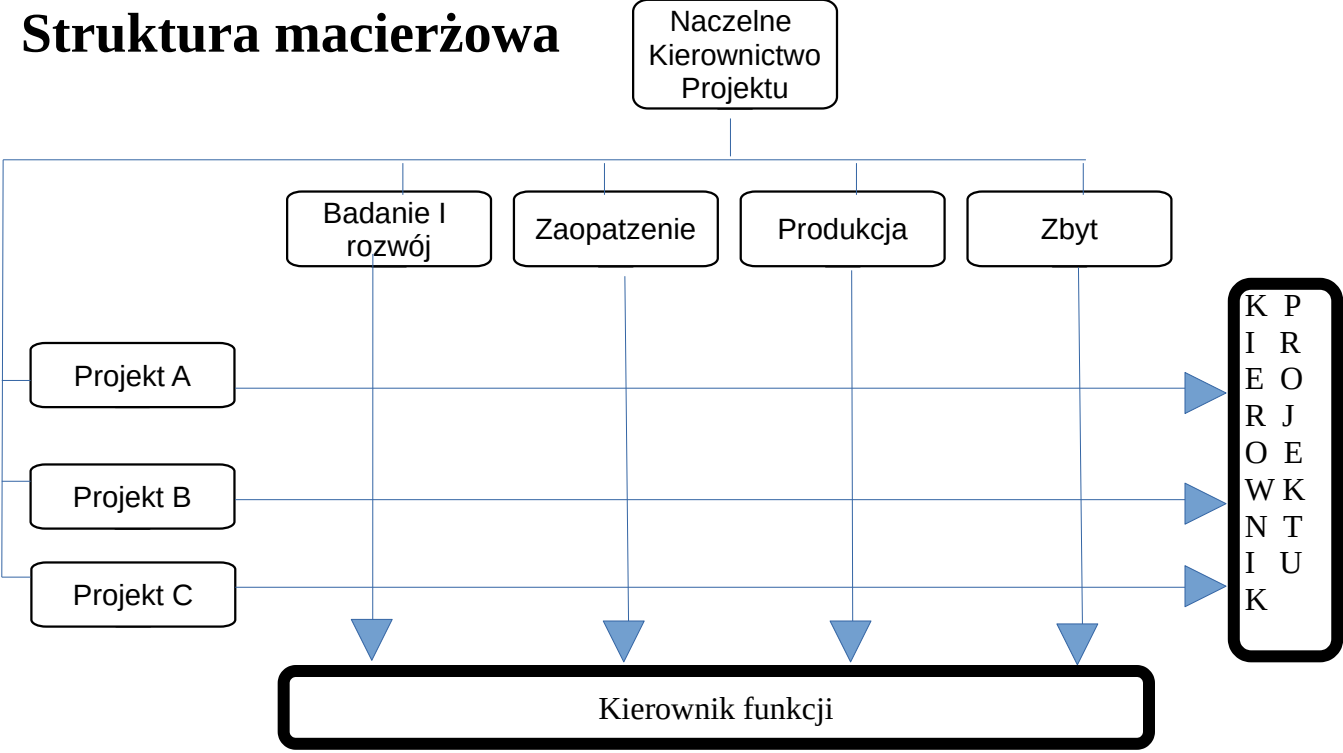 Struktura macierżowa
Naczelne
Kierownictwo
Projektu
Badanie I
rozwój
Zaopatzenie
Produkcja
Zbyt
Projekt A
Projekt B
Projekt C
K P
I R
E O
R J
O E
W K
N T
I U
K
Kierownik funkcji